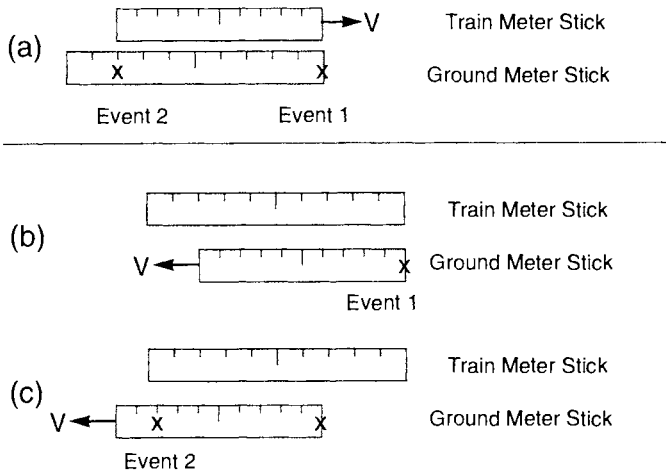 (a)
V
Train Meter Stick
x x
Ground Meter Stick
Event 2 Event 1
(b)
Train Meter Stick
V
x
Ground Meter Stick
Event 1
(c)
Train Meter Stick
V
x x
Ground Meter Stick
Event 2